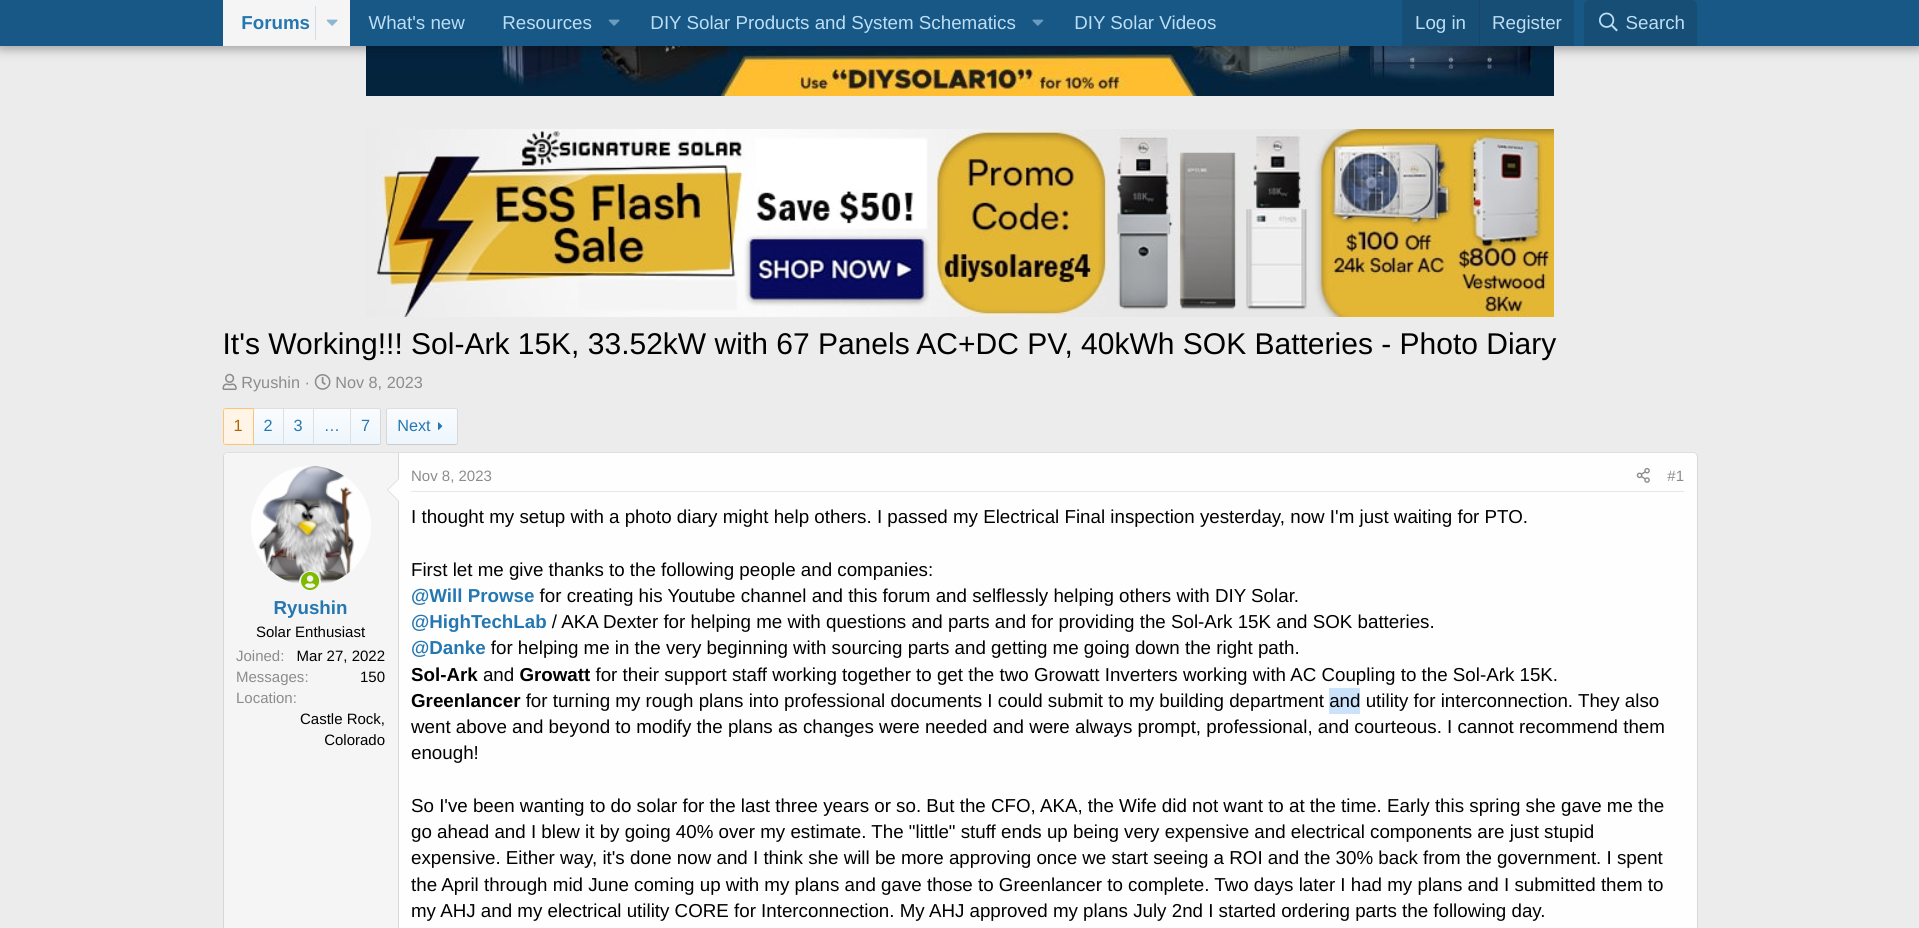 Forums
What's new
Resources
DIY Solar Products and System Schematics
DIY Solar Videos
Log in
Register
Search
Use “DIYSOLAR10” for 10% off
SIGNATURE SOLAR
ESS Flash
Sale
Save $50!
SHOP NOW
Promo
Code:
diysolareg4
$100 Off
24k Solar AC
$800 Off
Vestwood
8Kw
It's Working!!! Sol-Ark 15K, 33.52kW with 67 Panels AC+DC PV, 40kWh SOK Batteries - Photo Diary
Ryushin · Nov 8, 2023
1 2 3 … 7 Next
Nov 8, 2023 #1
Ryushin
Solar Enthusiast
Joined: Mar 27, 2022
Messages: 150
Location:
Castle Rock,
Colorado
I thought my setup with a photo diary might help others. I passed my Electrical Final inspection yesterday, now I'm just waiting for PTO.
First let me give thanks to the following people and companies:
@Will Prowse for creating his Youtube channel and this forum and selflessly helping others with DIY Solar.
@HighTechLab / AKA Dexter for helping me with questions and parts and for providing the Sol-Ark 15K and SOK batteries.
@Danke for helping me in the very beginning with sourcing parts and getting me going down the right path.
Sol-Ark and Growatt for their support staff working together to get the two Growatt Inverters working with AC Coupling to the Sol-Ark 15K.
Greenlancer for turning my rough plans into professional documents I could submit to my building department and utility for interconnection. They also
went above and beyond to modify the plans as changes were needed and were always prompt, professional, and courteous. I cannot recommend them
enough!
So I've been wanting to do solar for the last three years or so. But the CFO, AKA, the Wife did not want to at the time. Early this spring she gave me the
go ahead and I blew it by going 40% over my estimate. The "little" stuff ends up being very expensive and electrical components are just stupid
expensive. Either way, it's done now and I think she will be more approving once we start seeing a ROI and the 30% back from the government. I spent
the April through mid June coming up with my plans and gave those to Greenlancer to complete. Two days later I had my plans and I submitted them to
my AHJ and my electrical utility CORE for Interconnection. My AHJ approved my plans July 2nd I started ordering parts the following day.